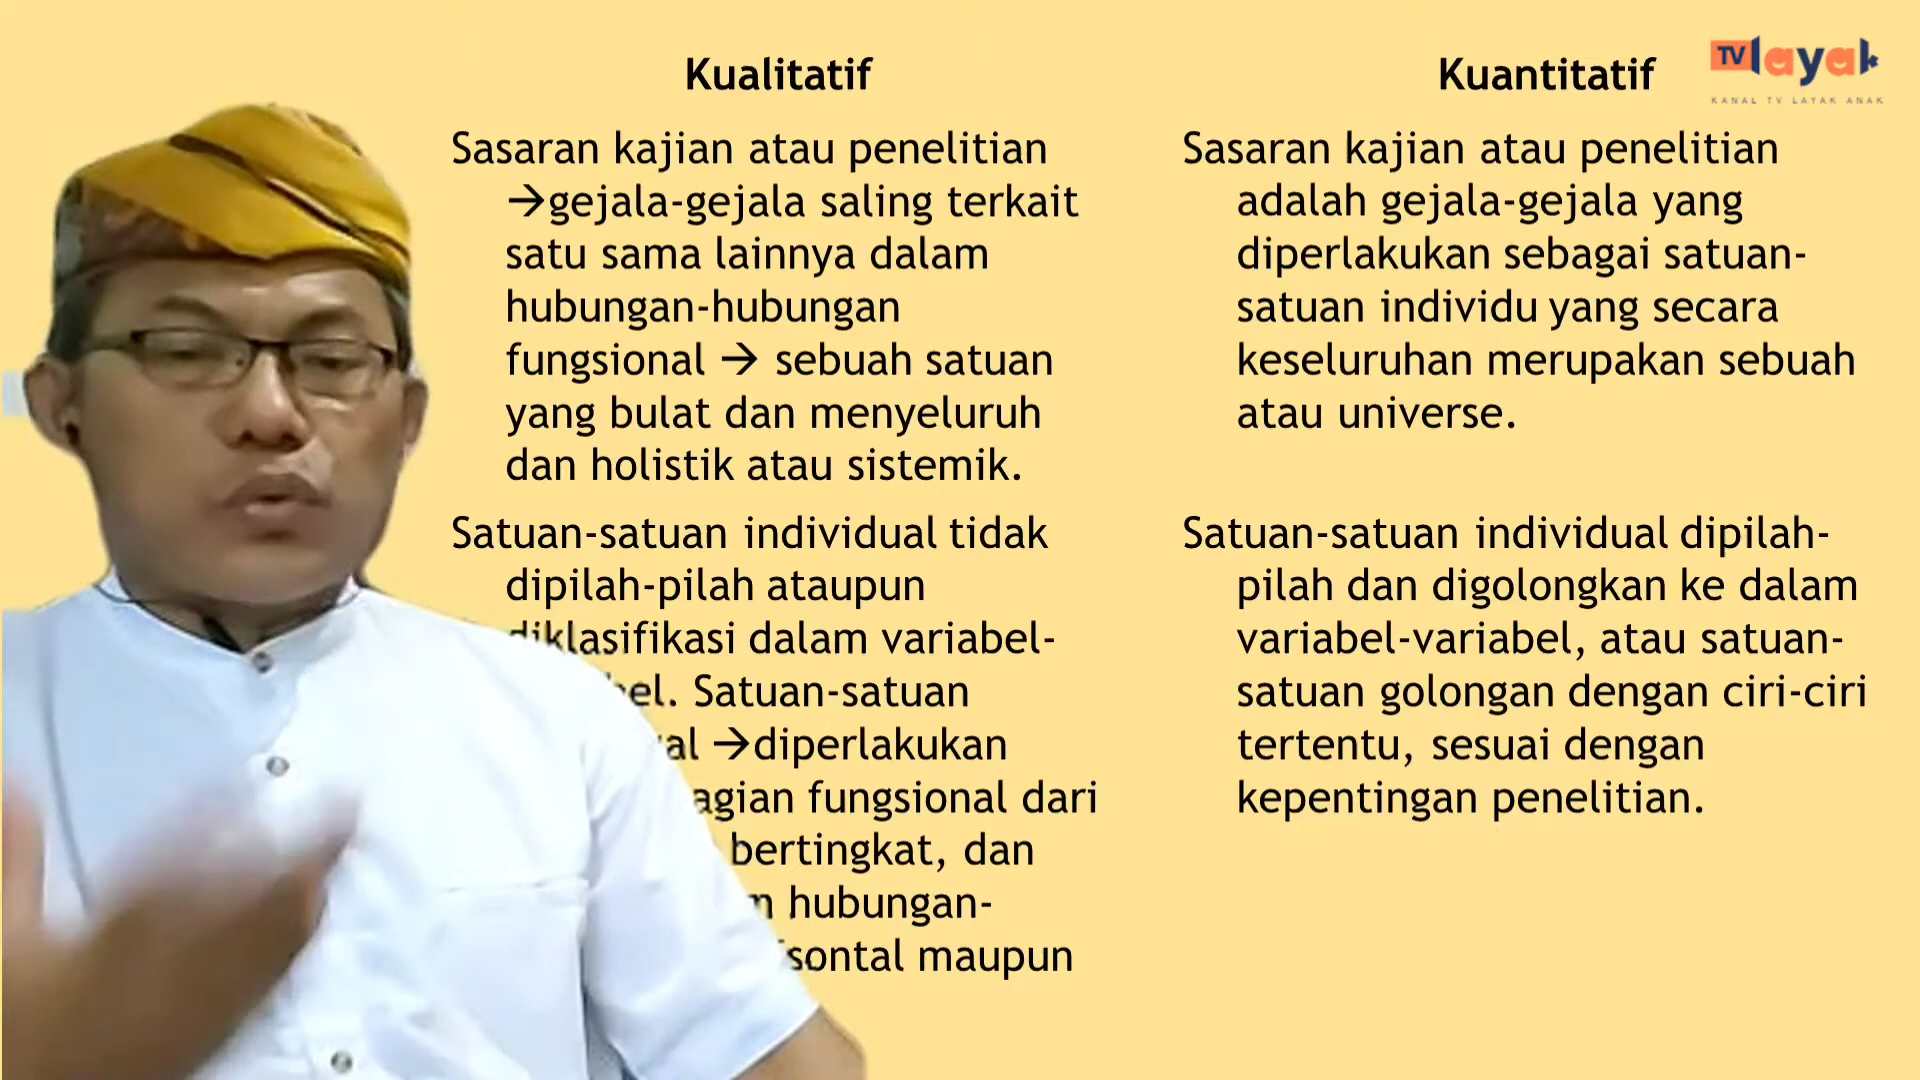 Kualitatif
Sasaran kajian atau penelitian
→gejala-gejala saling terkait
satu sama lainnya dalam
hubungan-hubungan
fungsional → sebuah satuan
yang bulat dan menyeluruh
dan holistik atau sistemik.
Satuan-satuan individual tidak
dipilah-pilah ataupun
diklasifikasi dalam variabel-
Satuan-satuan
→diperlakukan
fungsional dari
bertingkat, dan
hubungan-
maupun
Kuantitatif
Sasaran kajian atau penelitian
adalah gejala-gejala yang
diperlakukan sebagai satuan-
satuan individu yang secara
keseluruhan merupakan sebuah
atau universe.
Satuan-satuan individual dipilah-
pilah dan digolongkan ke dalam
variabel-variabel, atau satuan-
satuan golongan dengan ciri-ciri
tertentu, sesuai dengan
kepentingan penelitian.
TV layak
KANAL TV LAYAK ANAK